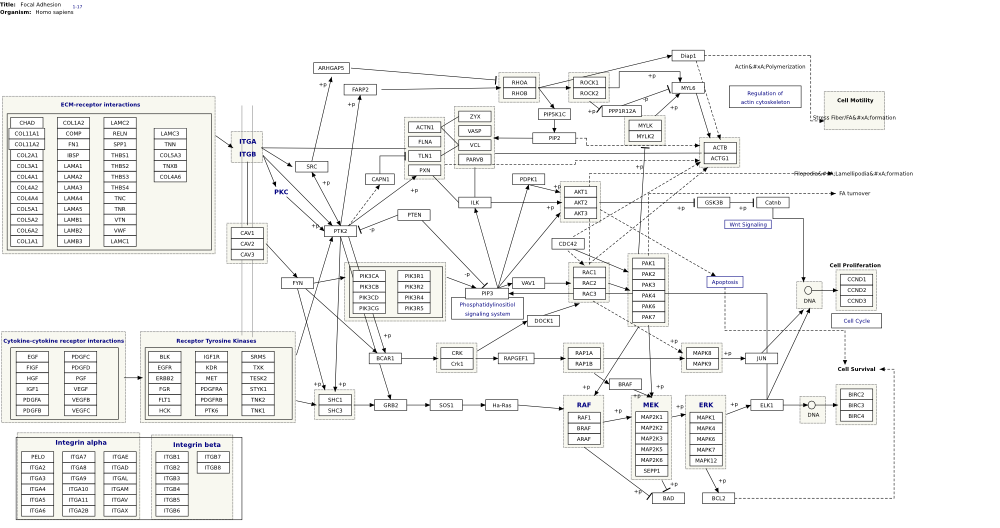 Title: Focal Adhesion 1-17
Organism: Homo sapiens
ECM-receptor interactions
CHAD COL1A2 LAMC2
COL11A1 COMP RELN LAMC3
COL11A2 FN1 SPP1 TNN
COL2A1 IBSP THBS1 COL5A3
COL3A1 LAMA1 THBS2 TNXB
COL4A1 LAMA2 THBS3 COL4A6
COL4A2 LAMA3 THBS4
COL4A4 LAMA4 TNC
COL5A1 LAMA5 TNR
COL5A2 LAMB1 VTN
COL6A2 LAMB2 VWF
COL1A1 LAMB3 LAMC1
ITGA
ITGB
PKC
CAV1
CAV2
CAV3
Cytokine-cytokine receptor interactions
EGF PDGFC
FIGF PDGFD
HGF PGF
IGF1 VEGF
PDGFA VEGFB
PDGFB VEGFC
Receptor Tyrosine Kinases
BLK IGF1R SRMS
EGFR KDR TXK
ERBB2 MET TESK2
FGR PDGFRA STYK1
FLT1 PDGFRB TNK2
HCK PTK6 TNK1
Integrin alpha
PELO ITGA7 ITGAE
ITGA2 ITGA8 ITGAD
ITGA3 ITGA9 ITGAL
ITGA4 ITGA10 ITGAM
ITGA5 ITGA11 ITGAV
ITGA6 ITGA2B ITGAX
Integrin beta
ITGB1 ITGB7
ITGB2 ITGB8
ITGB3
ITGB4
ITGB5
ITGB6
ARHGAP5
+p
FARP2
+p
SRC
+p
CAPN1
+p
PTK2
+p
-p
PTEN
FYN
+p
PIK3CA PIK3R1
PIK3CB PIK3R2
PIK3CD PIK3R4
PIK3CG PIK3R5
ACTN1
FLNA
TLN1
PXN
ZYX
VASP
VCL
PARVB
ILK
PDPK1
+p
-p
PIP3
Phosphatidylinositiol
signaling system
VAV1
DOCK1
BCAR1
CRK
Crk1
RAPGEF1
RAP1A
RAP1B
SHC1
SHC3
+p
+p
GRB2
SOS1
Ha-Ras
RHOA
RHOB
ROCK1
ROCK2
PIP5K1C
PIP2
PPP1R12A
+p
+p
-p
+p
MYLK
MYLK2
MYL6
Diap1
ACTB
ACTG1
AKT1
AKT2
AKT3
+p
+p
GSK3B
Catnb
Wnt Signaling
CDC42
RAC1
RAC2
RAC3
PAK1
PAK2
PAK3
PAK4
PAK6
PAK7
+p
Apoptosis
MAPK8
MAPK9
+p
+p
JUN
BRAF
+p
+p
RAF
RAF1
BRAF
ARAF
+p
MEK
MAP2K1
MAP2K2
MAP2K3
MAP2K5
MAP2K6
SEPP1
+p
ERK
MAPK1
MAPK4
MAPK6
MAPK7
MAPK12
+p
ELK1
+p
+p
+p
BAD
BCL2
Actin&#xA;Polymerization
Regulation of
actin cytoskeleton
Cell Motility
Stress Fiber/FA&#xA;formation
Filopodia&#xA;Lamellipodia&#xA;formation
FA turnover
Cell Proliferation
DNA
CCND1
CCND2
CCND3
Cell Cycle
Cell Survival
DNA
BIRC2
BIRC3
BIRC4